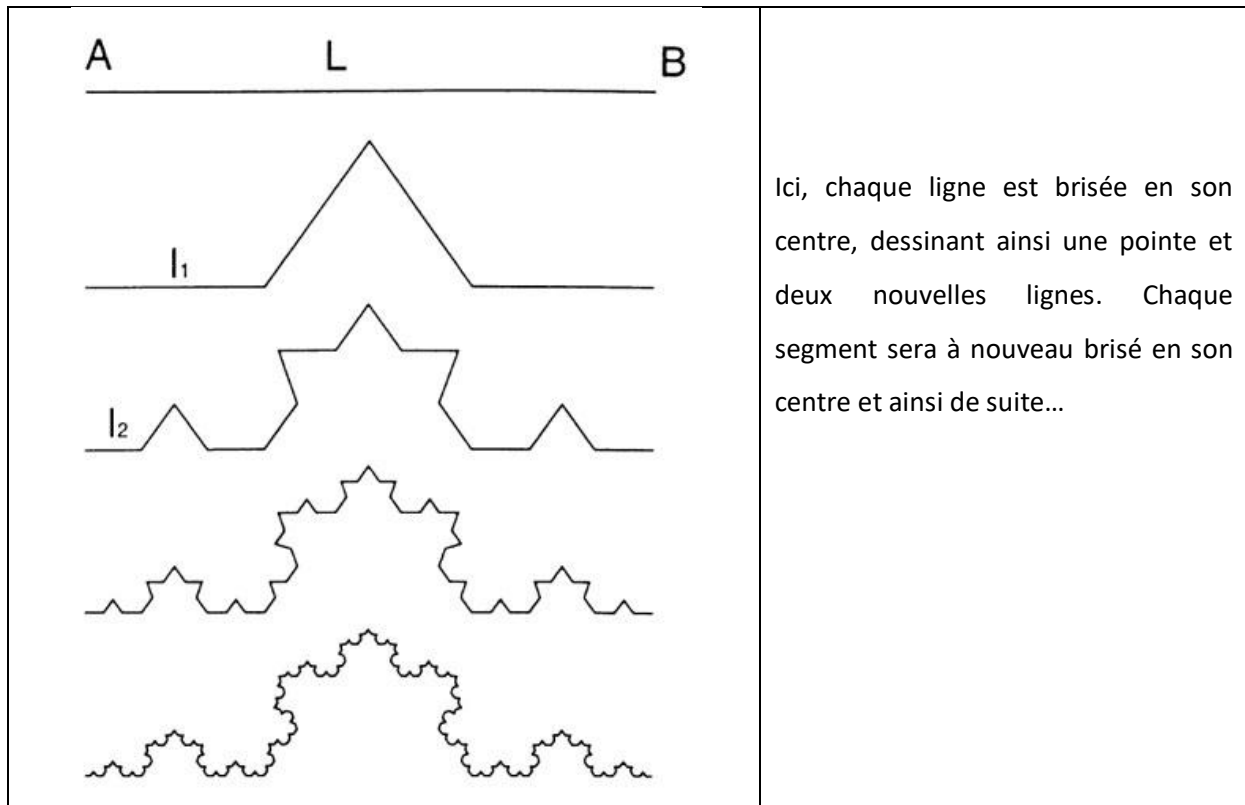 A L B
l₁
l₂
Ici, chaque ligne est brisée en son
centre, dessinant ainsi une pointe et
deux nouvelles lignes. Chaque
segment sera à nouveau brisé en son
centre et ainsi de suite…